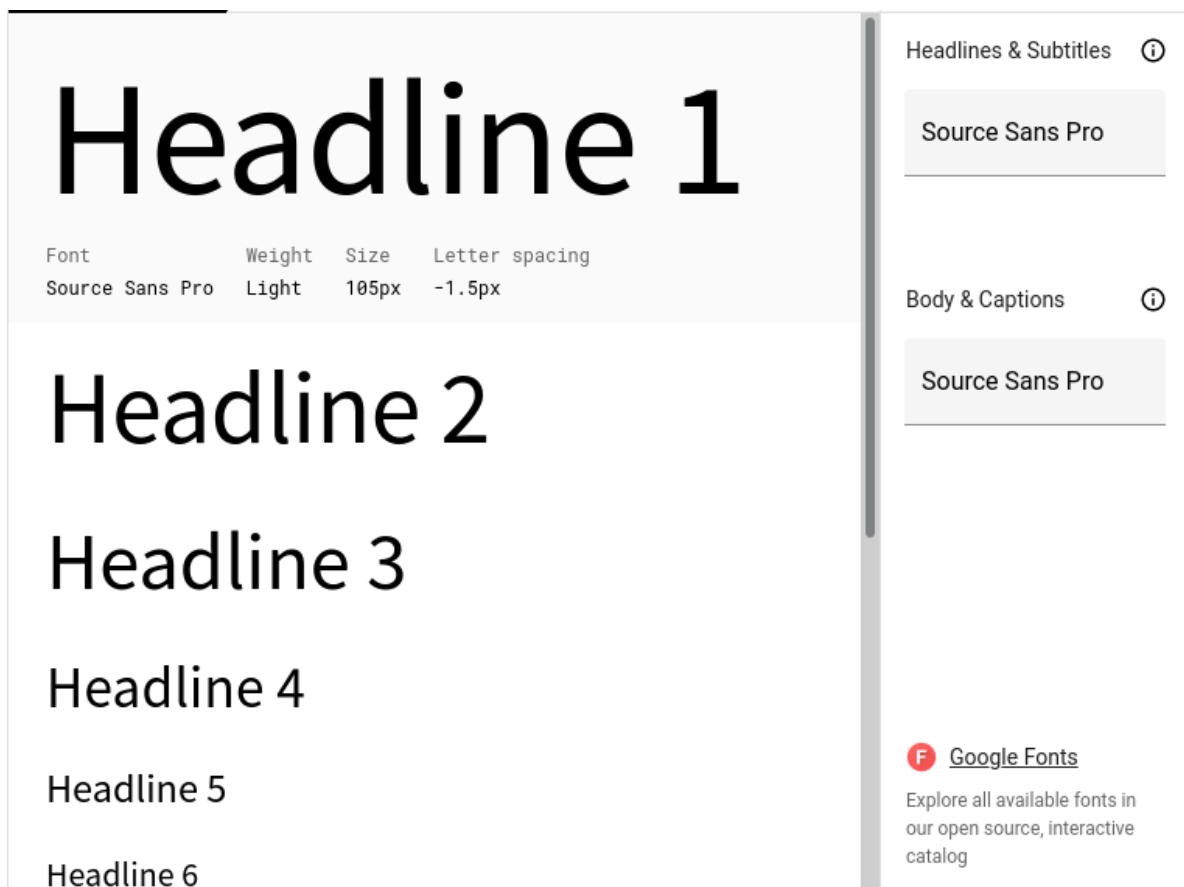 Headline 1
Font Weight Size Letter spacing
Source Sans Pro Light 105px -1.5px
Headline 2
Headline 3
Headline 4
Headline 5
Headline 6
Headlines & Subtitles
Source Sans Pro
Body & Captions
Source Sans Pro
F Google Fonts
Explore all available fonts in
our open source, interactive
catalog